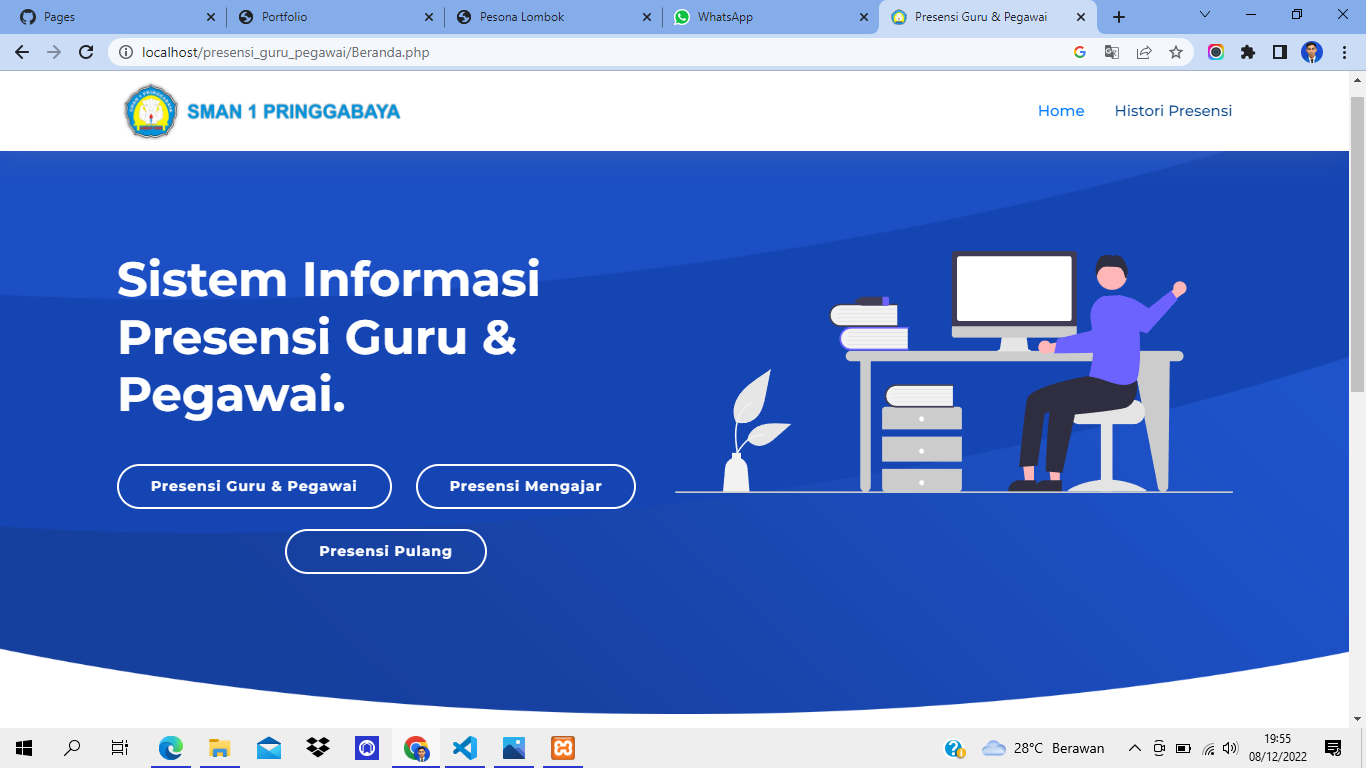 Pages
Portfolio
Pesona Lombok
WhatsApp
Presensi Guru & Pegawai
localhost/presensi_guru_pegawai/Beranda.php
SMAN 1 PRINGGABAYA
Home
Histori Presensi
Sistem Informasi
Presensi Guru &
Pegawai.
Presensi Guru & Pegawai
Presensi Mengajar
Presensi Pulang
28°C Berawan
19:55
08/12/2022